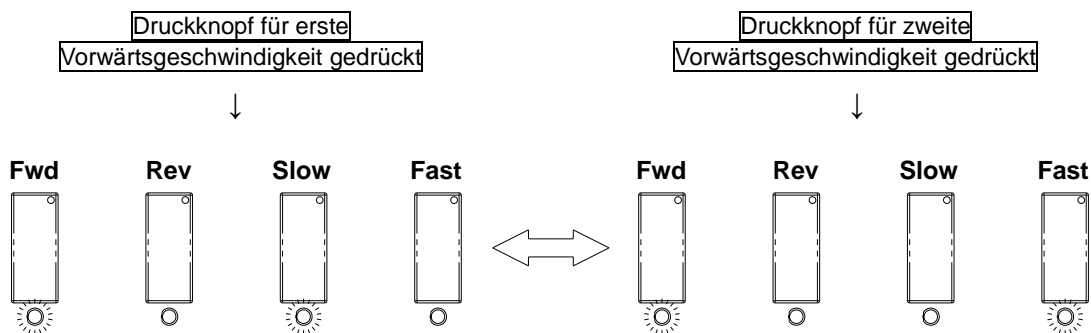 Druckknopf für erste
Vorwärtsgeschwindigkeit gedrückt
Druckknopf für zweite
Vorwärtsgeschwindigkeit gedrückt
Fwd Rev Slow Fast Fwd Rev Slow Fast